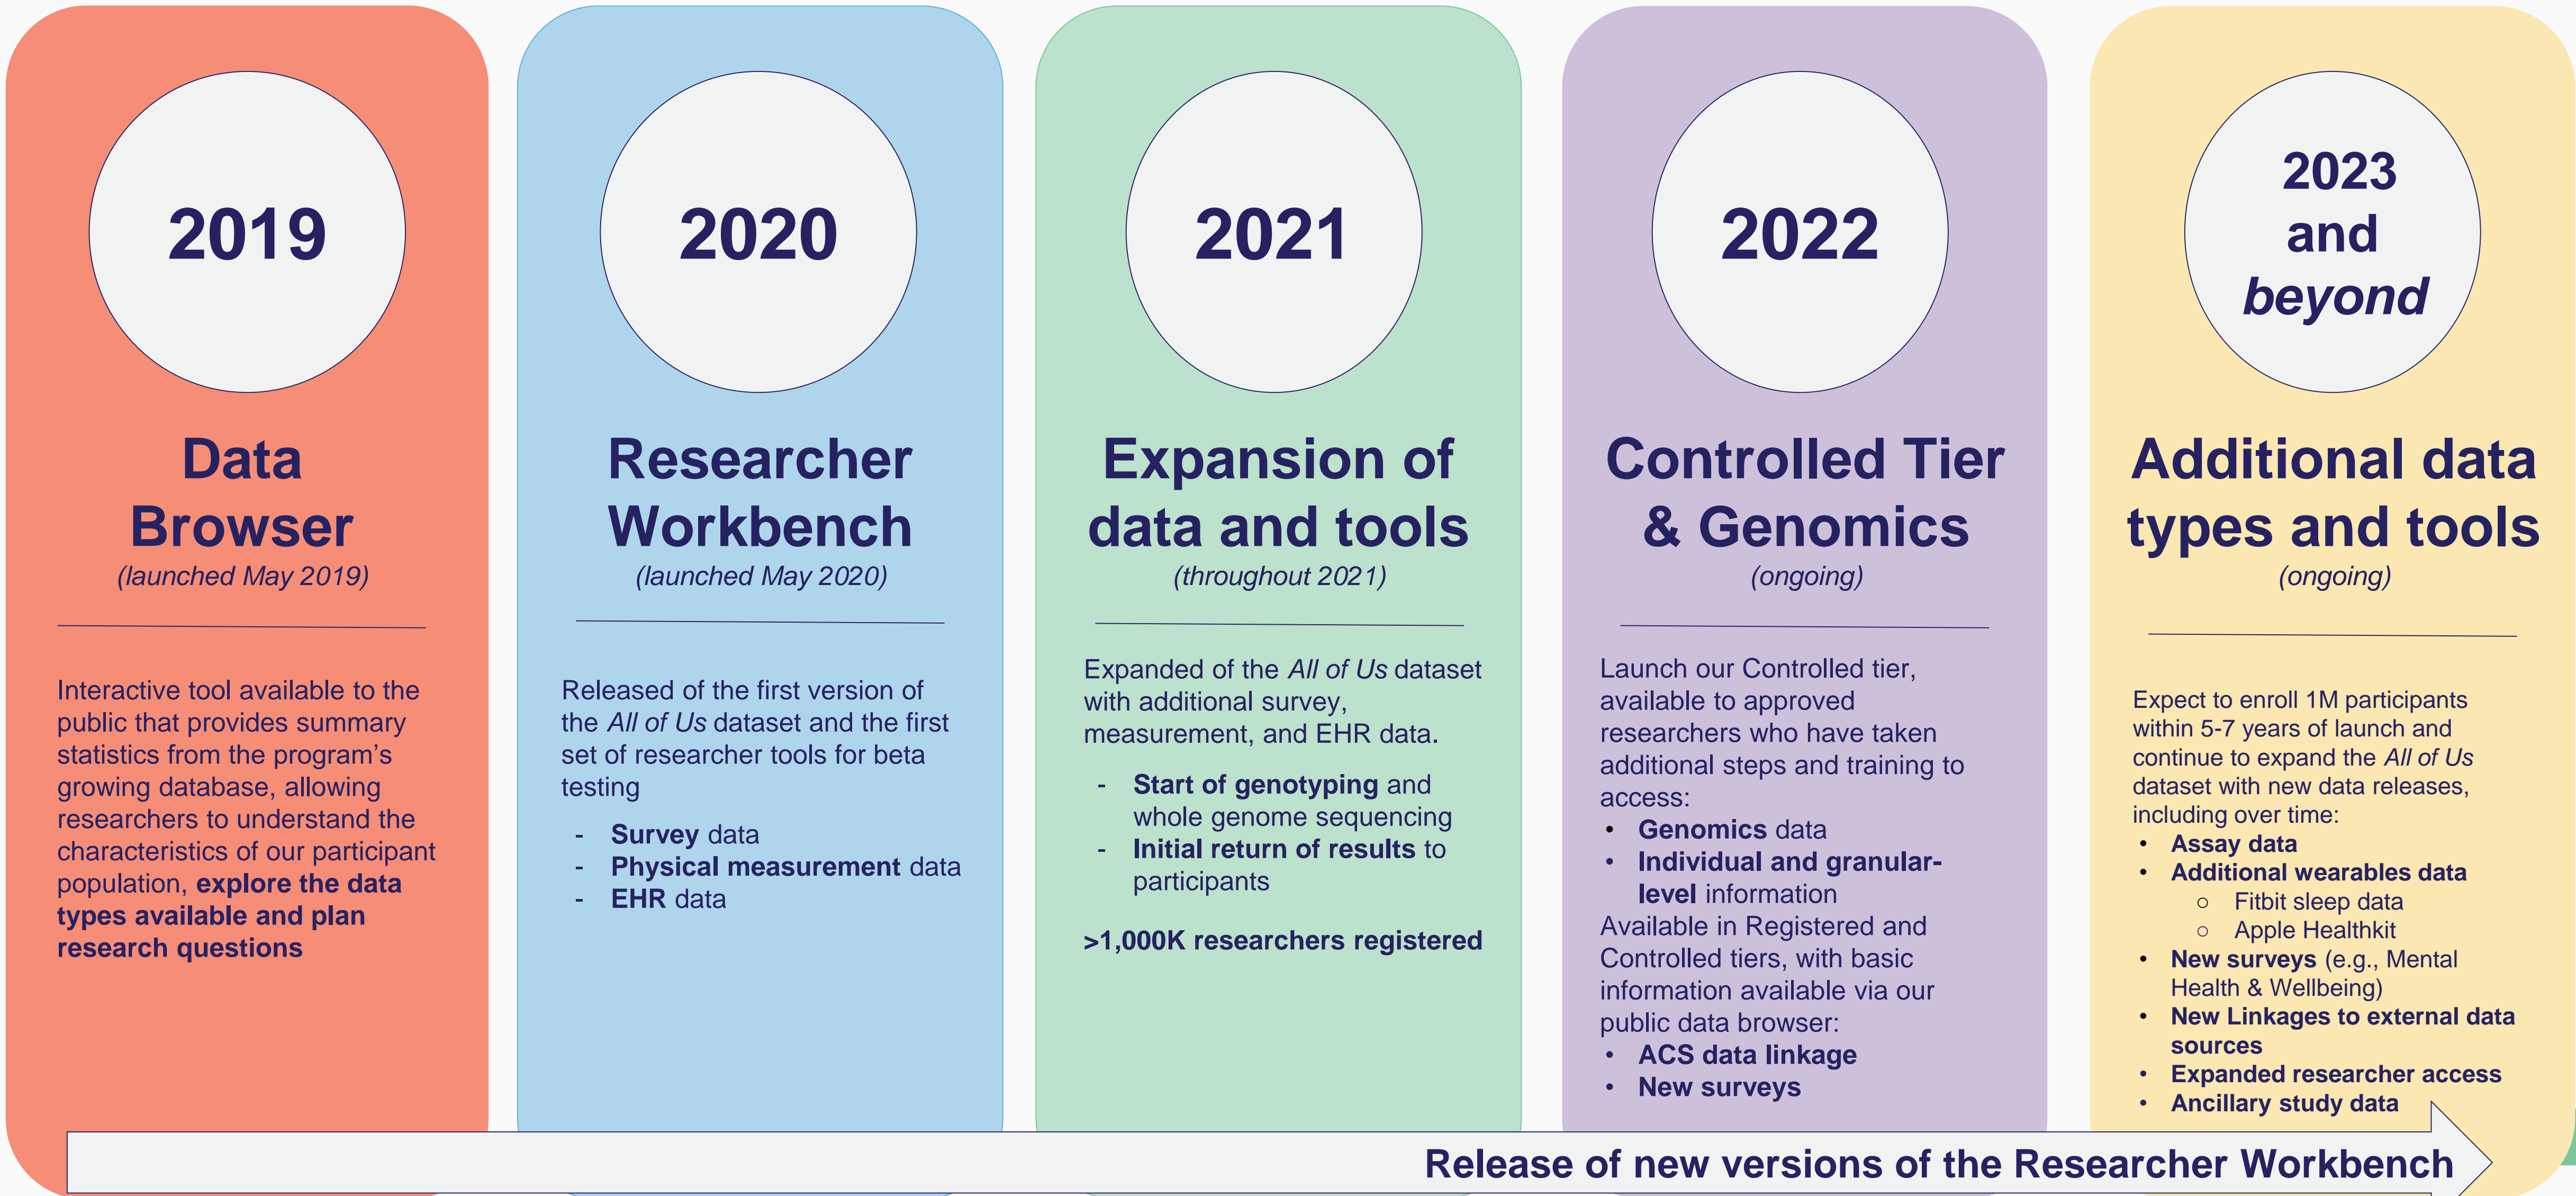 2019
Data
Browser
(launched May 2019)
Interactive tool available to the
public that provides summary
statistics from the program's
growing database, allowing
researchers to understand the
characteristics of our participant
population, explore the data
types available and plan
research questions
2020
Researcher
Workbench
(launched May 2020)
Released of the first version of
the All of Us dataset and the first
set of researcher tools for beta
testing
- Survey data
- Physical measurement data
- EHR data
2021
Expansion of
data and tools
(throughout 2021)
Expanded of the All of Us dataset
with additional survey,
measurement, and EHR data.
- Start of genotyping and
whole genome sequencing
- Initial return of results to
participants
>1,000K researchers registered
2022
Controlled Tier
& Genomics
(ongoing)
Launch our Controlled tier,
available to approved
researchers who have taken
additional steps and training to
access:
• Genomics data
• Individual and granular-
level information
Available in Registered and
Controlled tiers, with basic
information available via our
public data browser:
• ACS data linkage
• New surveys
2023
and
beyond
Additional data
types and tools
(ongoing)
Expect to enroll 1M participants
within 5-7 years of launch and
continue to expand the All of Us
dataset with new data releases,
including over time:
• Assay data
• Additional wearables data
○ Fitbit sleep data
○ Apple Healthkit
• New surveys (e.g., Mental
Health & Wellbeing)
• New Linkages to external data
sources
• Expanded researcher access
• Ancillary study data
Release of new versions of the Researcher Workbench